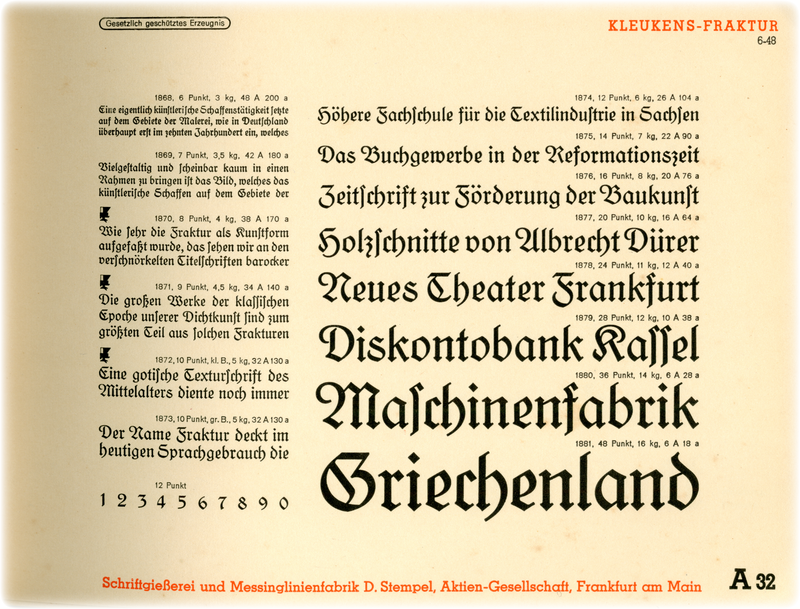 Gesetzlich geschütztes Erzeugnis
KLEUKENS-FRAKTUR
6-48
1868, 6 Punkt, 3 kg, 48 A 200 a
Eine eigentlich künstlerische Schaffenstätigkeit setzte
auf dem Gebiete der Malerei, wie in Deutschland
überhaupt erst im zehnten Jahrhundert ein, welches
1869, 7 Punkt, 3,5 kg, 42 A 180 a
Vielgestaltig und scheinbar kaum in einen
Rahmen zu bringen ist das Bild, welches das
künstlerische Schaffen auf dem Gebiete der
1870, 8 Punkt, 4 kg, 38 A 170 a
Wie sehr die Fraktur als Kunstform
aufgefaßt wurde, das sehen wir an den
verschnörkelten Titelschriften barocker
1871, 9 Punkt, 4,5 kg, 34 A 140 a
Die großen Werke der klassischen
Epoche unserer Dichtkunst sind zum
größten Teil aus solchen Frakturen
1872, 10 Punkt, kl. B., 5 kg, 32 A 130 a
Eine gotische Texturschrift des
Mittelalters diente noch immer
1873, 10 Punkt, gr. B., 5 kg, 32 A 130 a
Der Name Fraktur deckt im
heutigen Sprachgebrauch die
12 Punkt
1 2 3 4 5 6 7 8 9 0
1874, 12 Punkt, 6 kg, 26 A 104 a
Höhere Fachschule für die Textilindustrie in Sachsen
1875, 14 Punkt, 7 kg, 22 A 90 a
Das Buchgewerbe in der Reformationszeit
1876, 16 Punkt, 8 kg, 20 A 76 a
Zeitschrift zur Förderung der Baukunst
1877, 20 Punkt, 10 kg, 16 A 64 a
Holzschnitte von Albrecht Dürer
1878, 24 Punkt, 11 kg, 12 A 40 a
Neues Theater Frankfurt
1879, 28 Punkt, 12 kg, 10 A 38 a
Diskontobank Kassel
1880, 36 Punkt, 14 kg, 6 A 28 a
Maschinenfabrik
1881, 48 Punkt, 16 kg, 6 A 18 a
Griechenland
Schriftgießerei und Messinglinienfabrik D. Stempel, Aktien-Gesellschaft, Frankfurt am Main
A 32